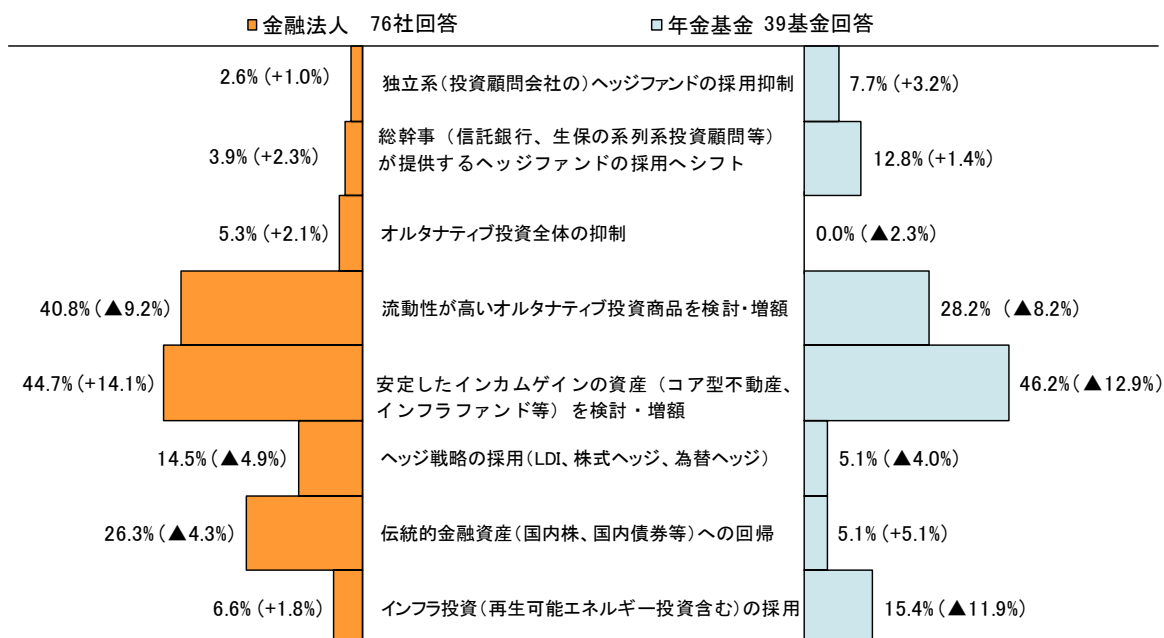 金融法人 76社回答 年金基金 39基金回答
2.6% (+1.0%) 独立系(投資顧問会社の)ヘッジファンドの採用抑制 7.7% (+3.2%)
総幹事（信託銀行、生保の系列系投資顧問等）
3.9% (+2.3%) が提供するヘッジファンドの採用へシフト 12.8% (+1.4%)
5.3% (+2.1%) オルタナティブ投資全体の抑制 0.0% (▲2.3%)
40.8% (▲9.2%) 流動性が高いオルタナティブ投資商品を検討・増額 28.2% (▲8.2%)
44.7% (+14.1%) 安定したインカムゲインの資産（コア型不動産、 46.2% (▲12.9%)
インフラファンド等）を検討・増額
14.5% (▲4.9%) ヘッジ戦略の採用(LDI、株式ヘッジ、為替ヘッジ) 5.1% (▲4.0%)
26.3% (▲4.3%) 伝統的金融資産(国内株、国内債券等)への回帰 5.1% (+5.1%)
6.6% (+1.8%) インフラ投資(再生可能エネルギー投資含む)の採用 15.4% (▲11.9%)